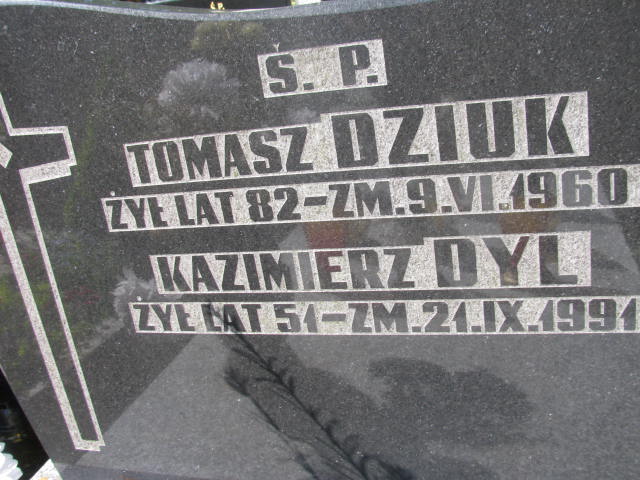 Ś. P.
Ś. P.
TOMASZ DZIUK
ŻYŁ LAT 82-ZM.9.VI.1960
KAZIMIERZ DYL
ŻYŁ LAT 51-ZM.21.IX.1991